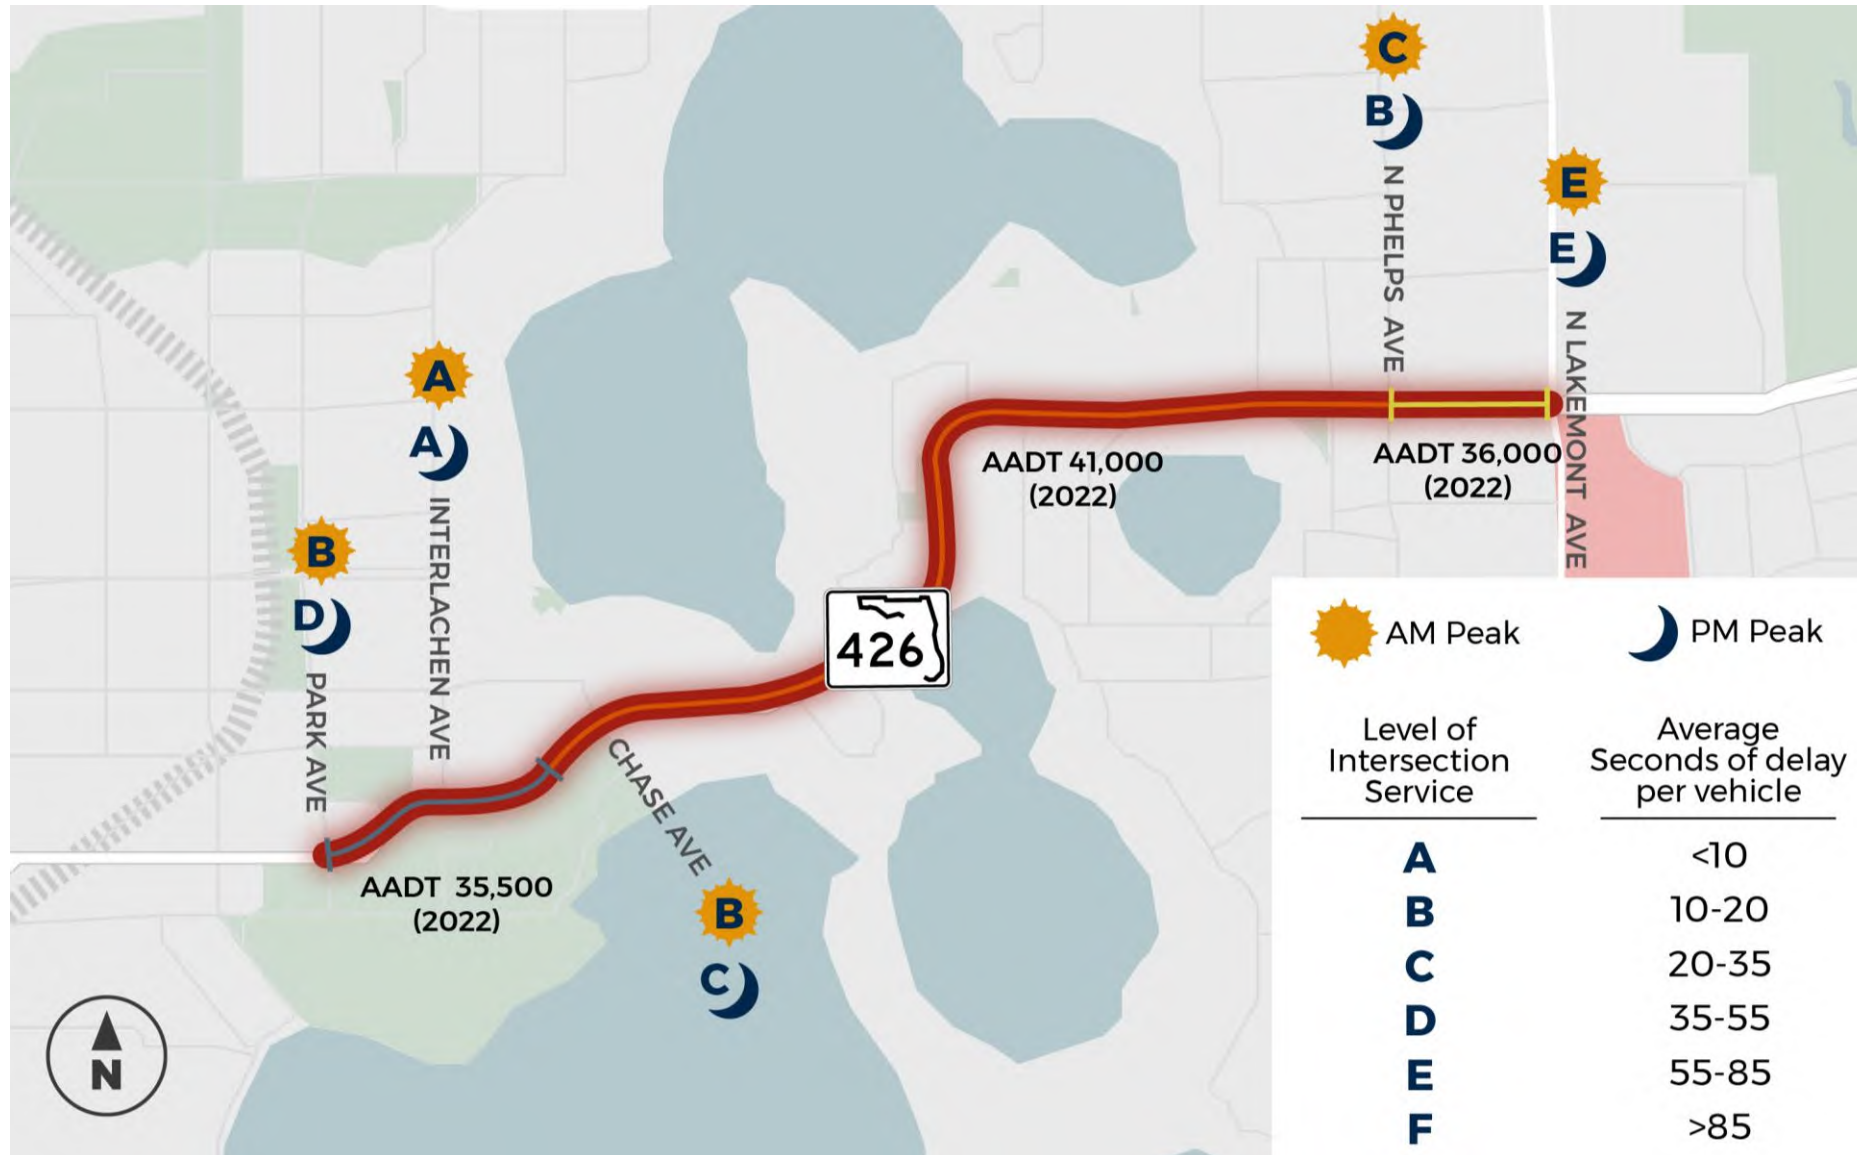 C
B
N PHELPS AVE
E
E
N LAKEMONT AVE
A
A
INTERLACHEN AVE
B
D
PARK AVE
AADT 41,000
(2022)
AADT 36,000
(2022)
426
CHASE AVE
B
C
AADT 35,500
(2022)
N
AM Peak
PM Peak
Level of
Intersection
Service
Average
Seconds of delay
per vehicle
A <10
B 10-20
C 20-35
D 35-55
E 55-85
F >85